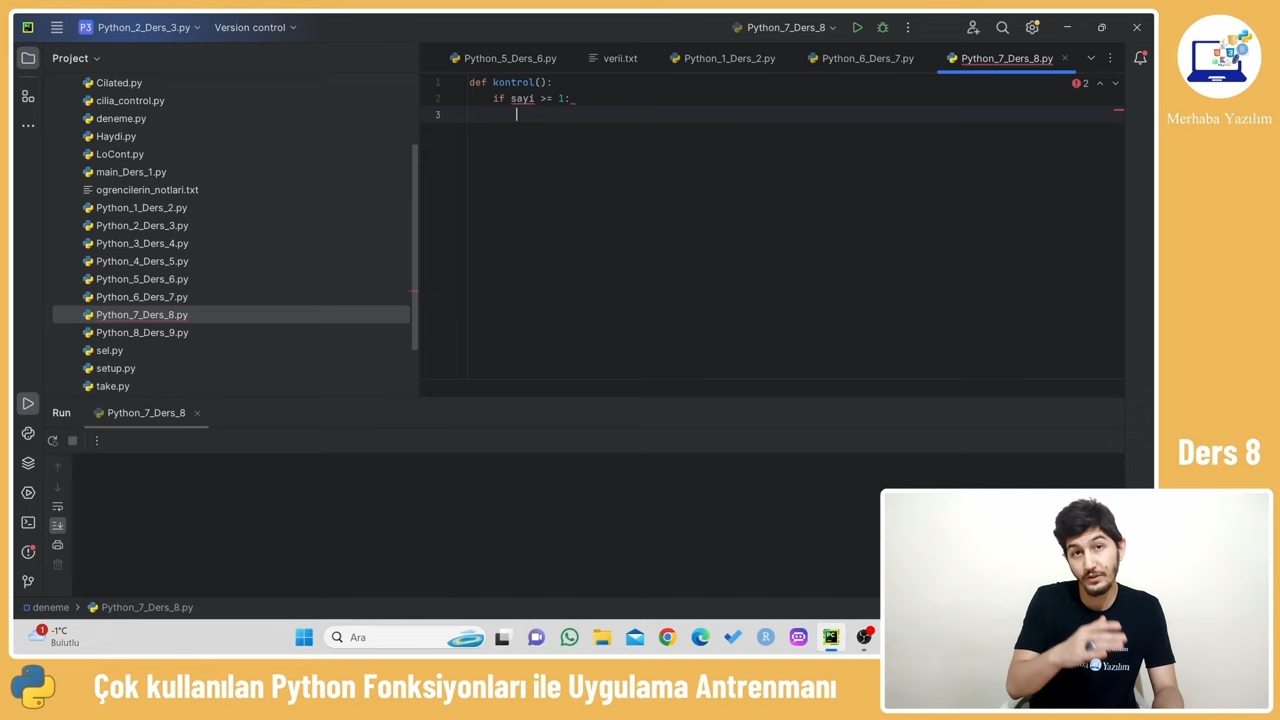 P3 Python_2_Ders_3.py Version control Python_7_Ders_8
Project
Python_5_Ders_6.py verii.txt Python_1_Ders_2.py Python_6_Ders_7.py Python_7_Ders_8.py
Cilated.py
cilia_control.py
deneme.py
Haydi.py
LoCont.py
main_Ders_1.py
ogrencilerin_notlari.txt
Python_1_Ders_2.py
Python_2_Ders_3.py
Python_3_Ders_4.py
Python_4_Ders_5.py
Python_5_Ders_6.py
Python_6_Ders_7.py
Python_7_Ders_8.py
Python_8_Ders_9.py
sel.py
setup.py
take.py
1 def kontrol():
2 if sayi >= 1:
3
2
Merhaba Yazılım
Run Python_7_Ders_8
Ders 8
deneme > Python_7_Ders_8.py
1
-1°C
Bulutlu
Ara
Yazılım
Çok kullanılan Python Fonksiyonları ile Uygulama Antrenmanı